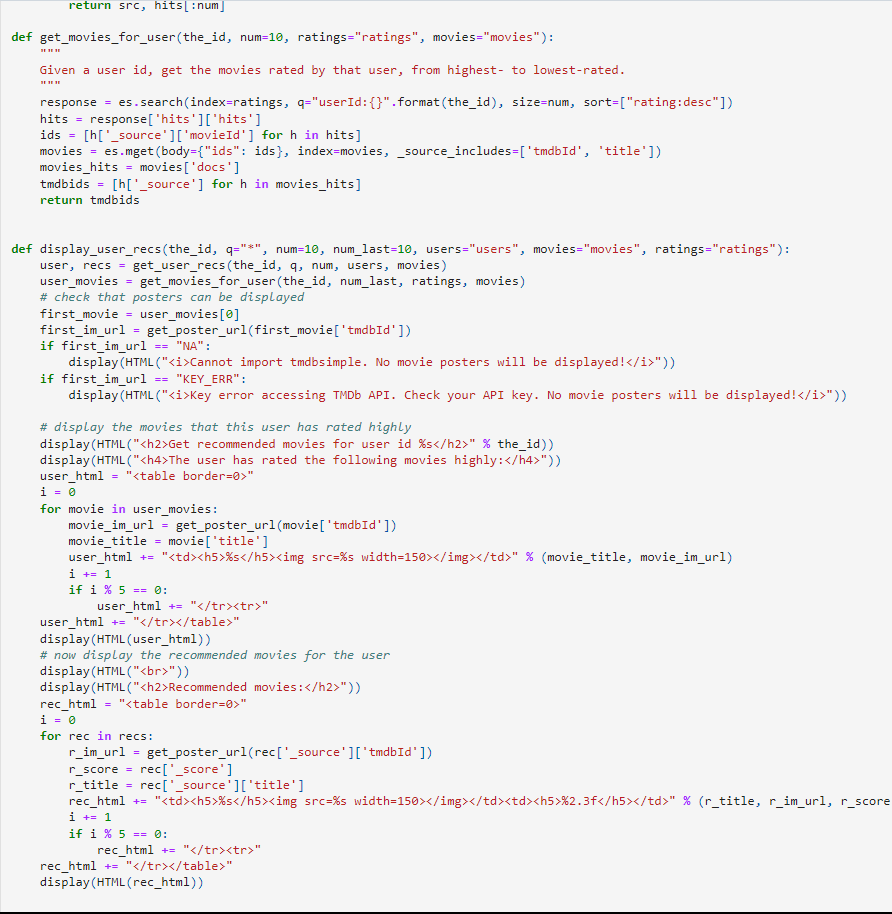 return src, hits[:num]

def get_movies_for_user(the_id, num=10, ratings="ratings", movies="movies"):
    """
    Given a user id, get the movies rated by that user, from highest- to lowest-rated.
    """
    response = es.search(index=ratings, q="userId:{}".format(the_id), size=num, sort=["rating:desc"])
    hits = response['hits']['hits']
    ids = [h['_source']['movieId'] for h in hits]
    movies = es.mget(body={"ids": ids}, index=movies, _source_includes=['tmdbId', 'title'])
    movies_hits = movies['docs']
    tmdbids = [h['_source'] for h in movies_hits]
    return tmdbids


def display_user_recs(the_id, q="*", num=10, num_last=10, users="users", movies="movies", ratings="ratings"):
    user, recs = get_user_recs(the_id, q, num, users, movies)
    user_movies = get_movies_for_user(the_id, num_last, ratings, movies)
    # check that posters can be displayed
    first_movie = user_movies[0]
    first_im_url = get_poster_url(first_movie['tmdbId'])
    if first_im_url == "NA":
        display(HTML("<i>Cannot import tmdbsimple. No movie posters will be displayed!</i>"))
    if first_im_url == "KEY_ERR":
        display(HTML("<i>Key error accessing TMDb API. Check your API key. No movie posters will be displayed!</i>"))

    # display the movies that this user has rated highly
    display(HTML("<h2>Get recommended movies for user id %s</h2>" % the_id))
    display(HTML("<h4>The user has rated the following movies highly:</h4>"))
    user_html = "<table border=0>"
    i = 0
    for movie in user_movies:
        movie_im_url = get_poster_url(movie['tmdbId'])
        movie_title = movie['title']
        user_html += "<td><h5>%s</h5><img src=%s width=150></img></td>" % (movie_title, movie_im_url)
        i += 1
        if i % 5 == 0:
            user_html += "</tr><tr>"
    user_html += "</tr></table>"
    display(HTML(user_html))
    # now display the recommended movies for the user
    display(HTML("<br>"))
    display(HTML("<h2>Recommended movies:</h2>"))
    rec_html = "<table border=0>"
    i = 0
    for rec in recs:
        r_im_url = get_poster_url(rec['_source']['tmdbId'])
        r_score = rec['_score']
        r_title = rec['_source']['title']
        rec_html += "<td><h5>%s</h5><img src=%s width=150></img></td><td><h5>%2.3f</h5></td>" % (r_title, r_im_url, r_score
        i += 1
        if i % 5 == 0:
            rec_html += "</tr><tr>"
    rec_html += "</tr></table>"
    display(HTML(rec_html))